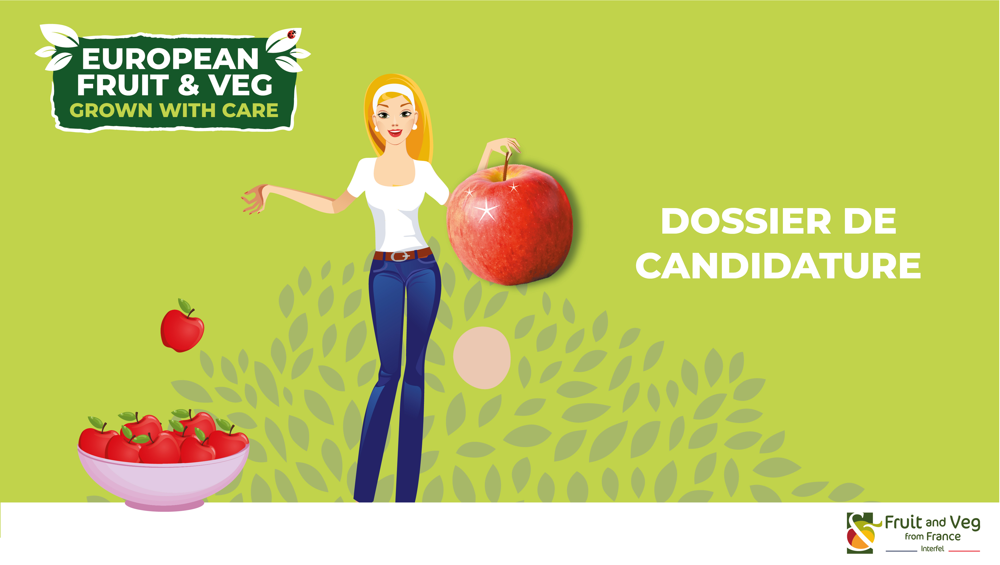 EUROPEAN
FRUIT & VEG
GROWN WITH CARE
DOSSIER DE
CANDIDATURE
Fruit and Veg
from France
Interfel